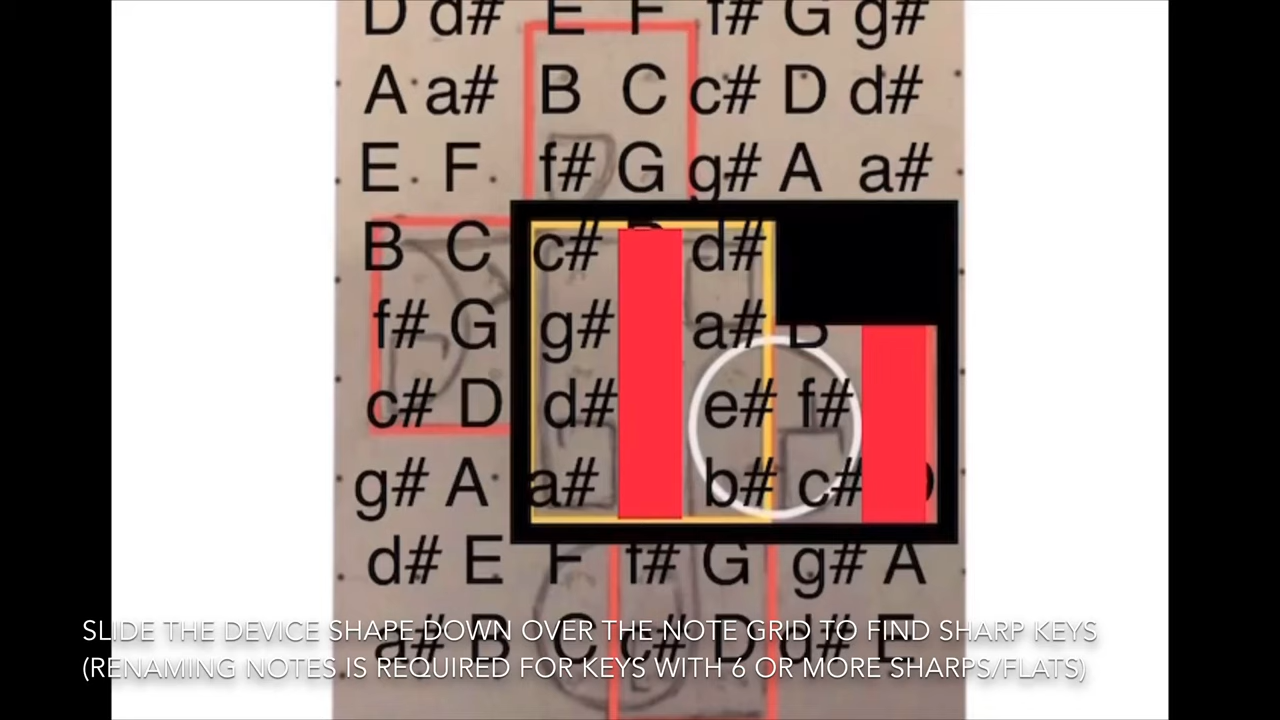 D d# E F f# G g#
A a# B C c# D d#
E F f# G g# A a#
B C c# d#
f# G g# a# B
c# D d# e# f#
g# A a# b# c#
d# E F f# G g# A
a# B C c# D d# E
SLIDE THE DEVICE SHAPE DOWN OVER THE NOTE GRID TO FIND SHARP KEYS
(RENAMING NOTES IS REQUIRED FOR KEYS WITH 6 OR MORE SHARPS/FLATS)